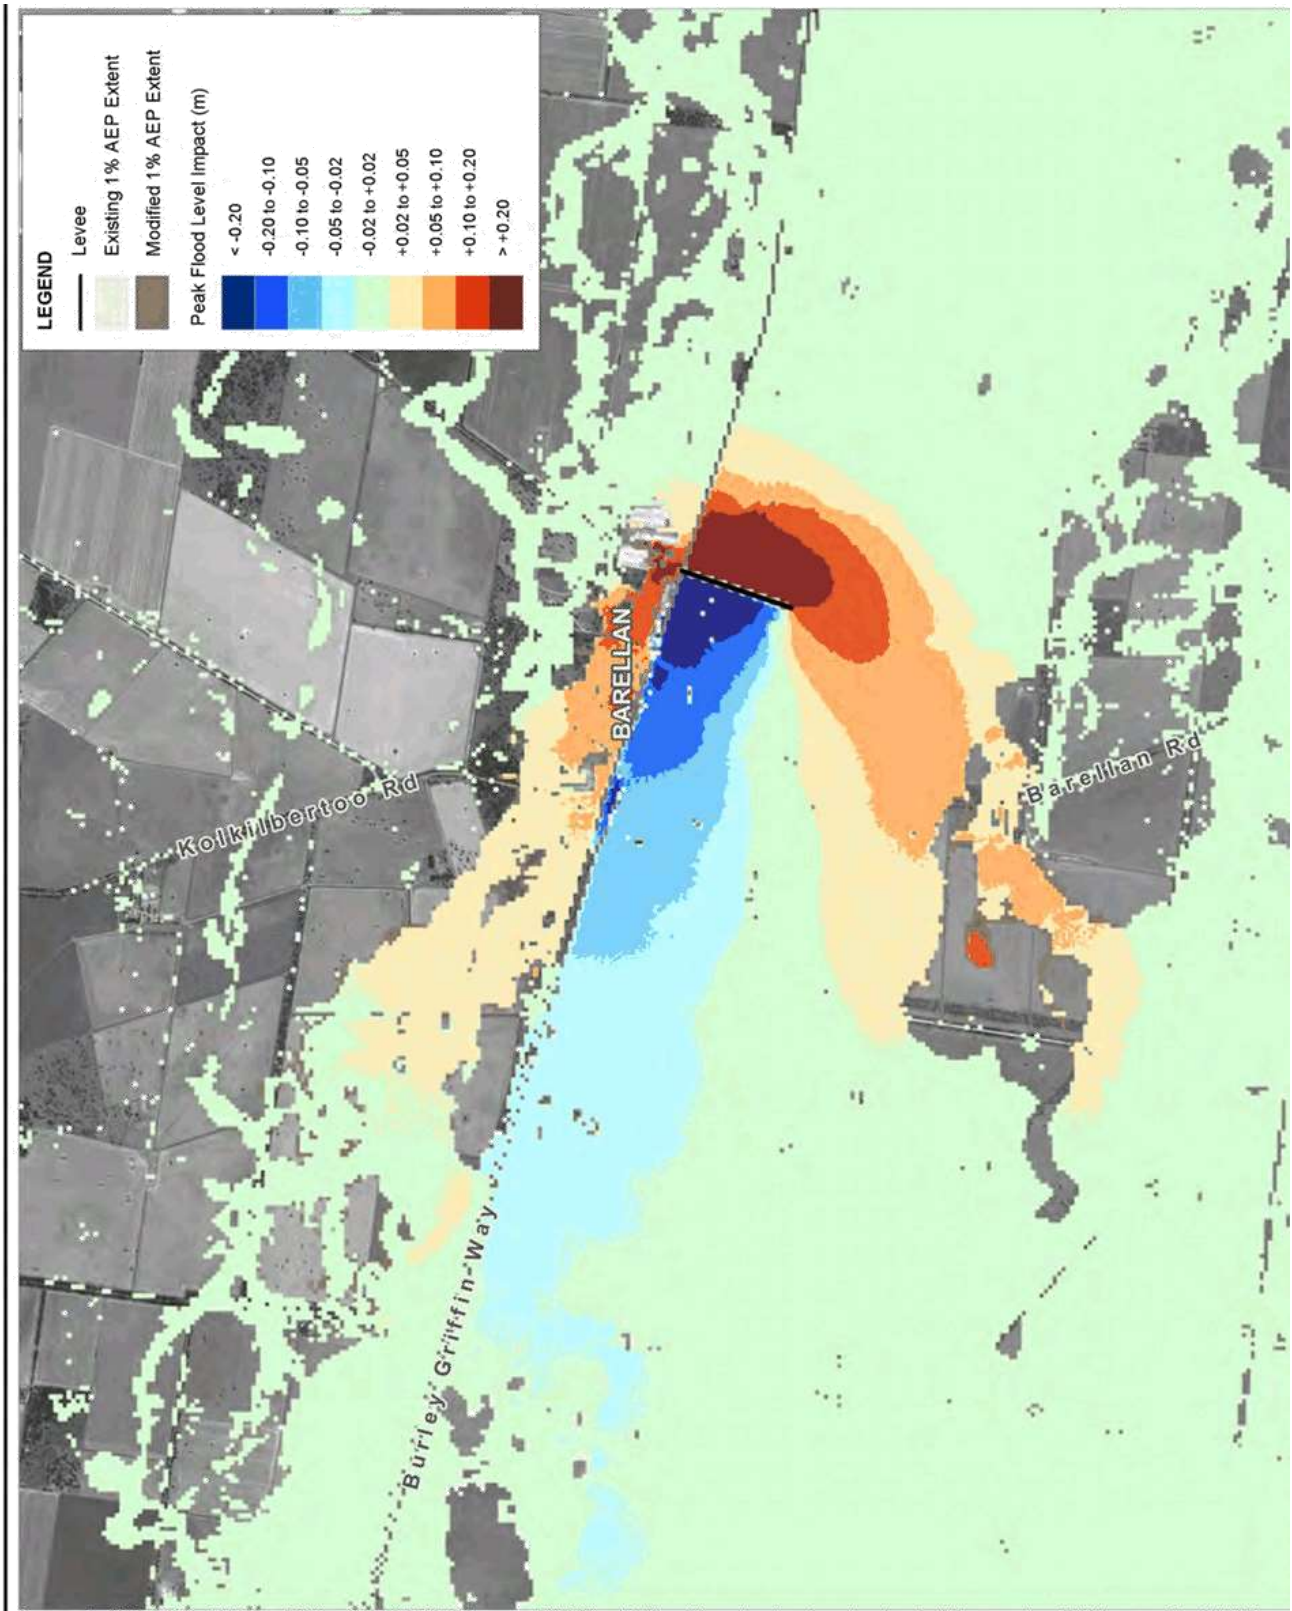 LEGEND
Levee
Existing 1% AEP Extent
Modified 1% AEP Extent
Peak Flood Level Impact (m)
< -0.20
-0.20 to -0.10
-0.10 to -0.05
-0.05 to -0.02
-0.02 to +0.02
+0.02 to +0.05
+0.05 to +0.10
+0.10 to +0.20
> +0.20
Kolkilbertoo Rd
BARELLAN
Barellan Rd
Burley Griffin Way